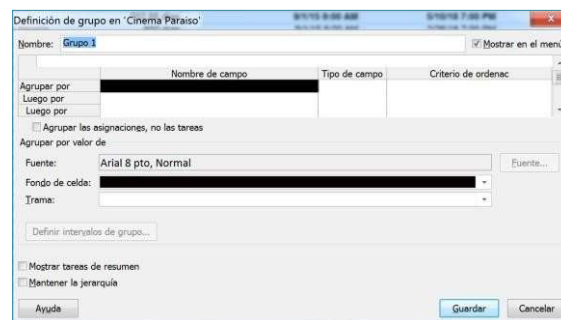 Definición de grupo en 'Cinema Paraiso'
Nombre: Grupo 1 Mostrar en el menú
Nombre de campo Tipo de campo Criterio de ordenac
Agrupar por
Luego por
Luego por
Agrupar las asignaciones, no las tareas
Agrupar por valor de
Fuente: Arial 8 pto, Normal Fuente...
Fondo de celda:
Trama:
Definir intervalos de grupo...
Mostrar tareas de resumen
Mantener la jerarquía
Ayuda Guardar Cancelar